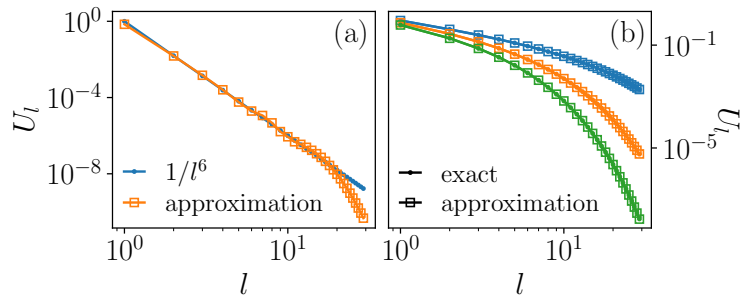 (a)
(b)
10^0
10^{-4}
10^{-8}
U_l
1/l^6
approximation
10^0
10^1
l
exact
approximation
10^0
10^1
l
10^{-1}
10^{-5}
U_l